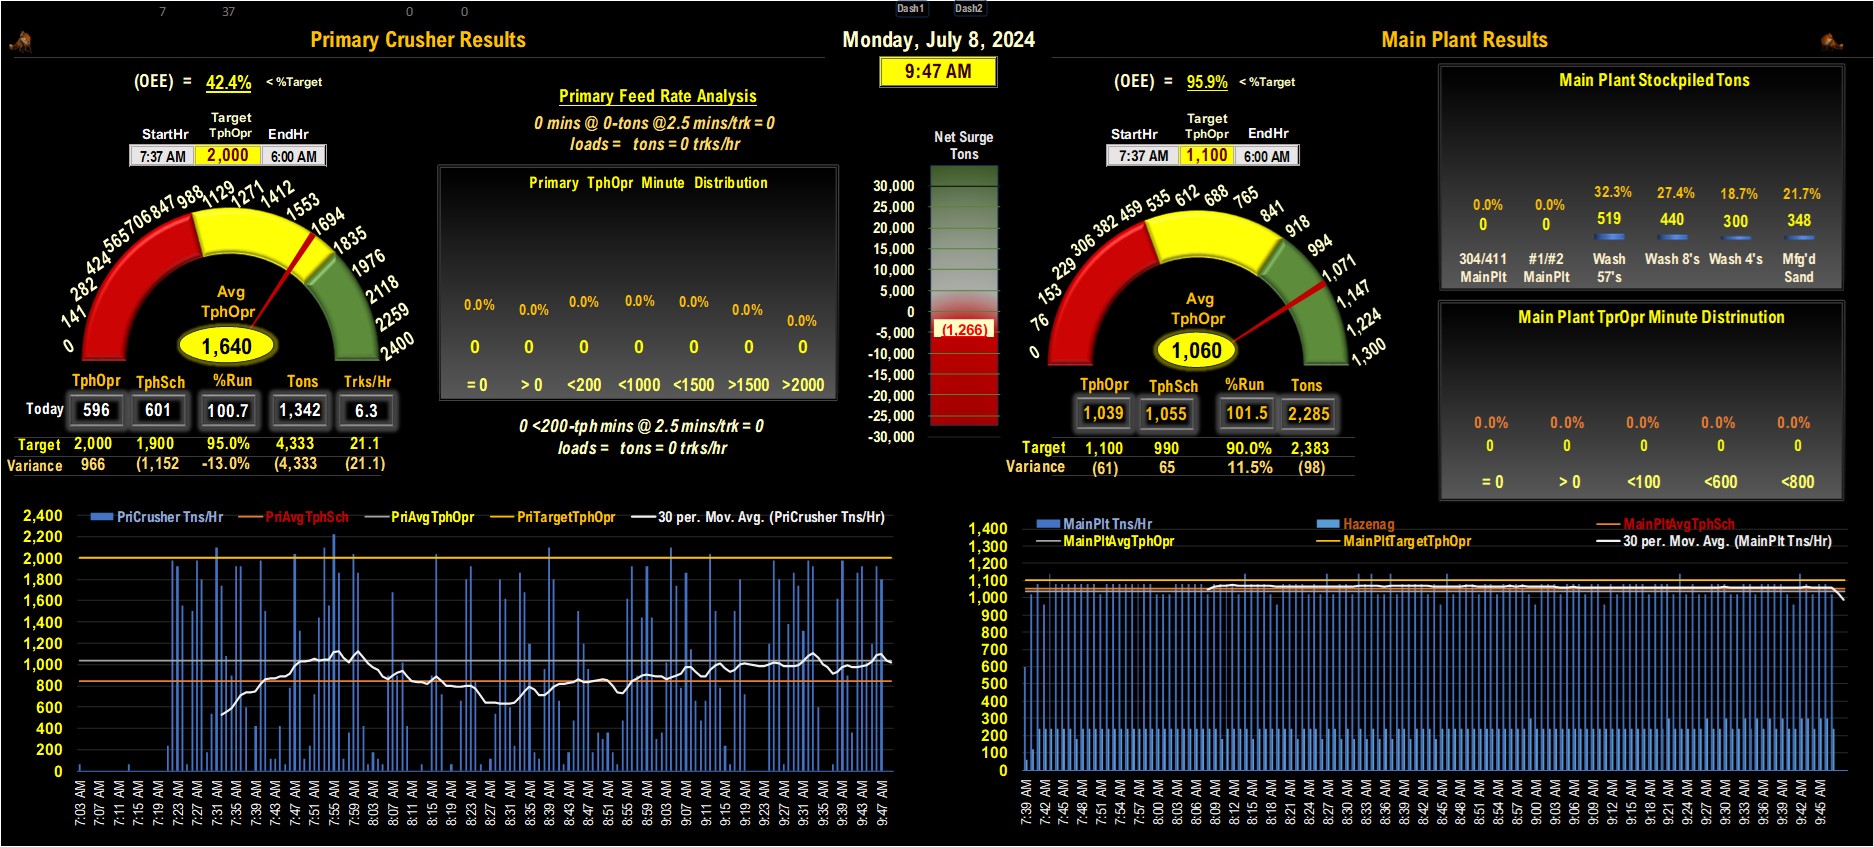 7 37 0 0 Dash1 Dash2
Primary Crusher Results
Monday, July 8, 2024
Main Plant Results
9:47 AM
(OEE) = 42.4% < %Target
StartHr Target TphOpr EndHr
7:37 AM 2,000 6:00 AM
0 141 282 424 565 706 847 988 1129 1271 1412 1553 1694 1835 1976 2118 2259 2400
Avg
TphOpr
1,640
TphOpr TphSch %Run Tons Trks/Hr
Today 596 601 100.7 1,342 6.3
Target 2,000 1,900 95.0% 4,333 21.1
Variance 966 (1,152 -13.0% (4,333 (21.1)
Primary Feed Rate Analysis
0 mins @ 0-tons @2.5 mins/trk = 0
loads = tons = 0 trks/hr
Primary TphOpr Minute Distribution
0.0% 0.0% 0.0% 0.0% 0.0% 0.0% 0.0%
0 0 0 0 0 0 0
= 0 > 0 <200 <1000 <1500 >1500 >2000
0 <200-tph mins @ 2.5 mins/trk = 0
loads = tons = 0 trks/hr
Net Surge
Tons
30,000
25,000
20,000
15,000
10,000
5,000
0
(1,266)
-5,000
-10,000
-15,000
-20,000
-25,000
-30,000
(OEE) = 95.9% < %Target
StartHr Target TphOpr EndHr
7:37 AM 1,100 6:00 AM
0 76 153 229 306 382 459 535 612 688 765 841 918 994 1,071 1,147 1,224 1,300
Avg
TphOpr
1,060
TphOpr TphSch %Run Tons
1,039 1,055 101.5 2,285
Target 1,100 990 90.0% 2,383
Variance (61) 65 11.5% (98)
Main Plant Stockpiled Tons
0.0% 0.0% 32.3% 27.4% 18.7% 21.7%
0 0 519 440 300 348
304/411 #1/#2 Wash Wash 8's Wash 4's Mfg'd
MainPlt MainPlt 57's Sand
Main Plant TprOpr Minute Distrinution
0.0% 0.0% 0.0% 0.0% 0.0%
0 0 0 0 0
= 0 > 0 <100 <600 <800
PriCrusher Tns/Hr PriAvgTphSch PriAvgTphOpr PriTargetTphOpr 30 per. Mov. Avg. (PriCrusher Tns/Hr)
2,400
2,200
2,000
1,800
1,600
1,400
1,200
1,000
800
600
400
200
0
7:03 AM 7:07 AM 7:11 AM 7:15 AM 7:19 AM 7:23 AM 7:27 AM 7:31 AM 7:35 AM 7:39 AM 7:43 AM 7:47 AM 7:51 AM 7:55 AM 7:59 AM 8:03 AM 8:07 AM 8:11 AM 8:15 AM 8:19 AM 8:23 AM 8:27 AM 8:31 AM 8:35 AM 8:39 AM 8:43 AM 8:47 AM 8:51 AM 8:55 AM 8:59 AM 9:03 AM 9:07 AM 9:11 AM 9:15 AM 9:19 AM 9:23 AM 9:27 AM 9:31 AM 9:35 AM 9:39 AM 9:43 AM 9:47 AM
MainPlt Tns/Hr Hazenag MainPltAvgTphSch
MainPltAvgTphOpr MainPltTargetTphOpr 30 per. Mov. Avg. (MainPlt Tns/Hr)
1,400
1,300
1,200
1,100
1,000
900
800
700
600
500
400
300
200
100
0
7:39 AM 7:42 AM 7:45 AM 7:48 AM 7:51 AM 7:54 AM 7:57 AM 8:00 AM 8:03 AM 8:06 AM 8:09 AM 8:12 AM 8:15 AM 8:18 AM 8:21 AM 8:24 AM 8:27 AM 8:30 AM 8:33 AM 8:36 AM 8:39 AM 8:42 AM 8:45 AM 8:48 AM 8:51 AM 8:54 AM 8:57 AM 9:00 AM 9:03 AM 9:06 AM 9:09 AM 9:12 AM 9:15 AM 9:18 AM 9:21 AM 9:24 AM 9:27 AM 9:30 AM 9:33 AM 9:36 AM 9:39 AM 9:42 AM 9:45 AM